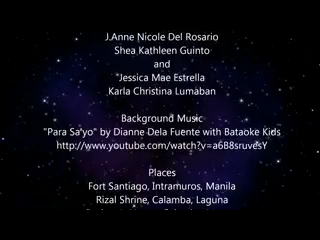 J.Anne Nicole Del Rosario
Shea Kathleen Guinto
and
"Jessica Mae Estrella
Karla Christina Lumaban
Background Music
"Para Sa'yo" by Dianne Dela Fuente with Bataoke Kids
http://www.youtube.com/watch?v=a6B8sruvesY
Places
Fort Santiago, Intramuros, Manila
Rizal Shrine, Calamba, Laguna